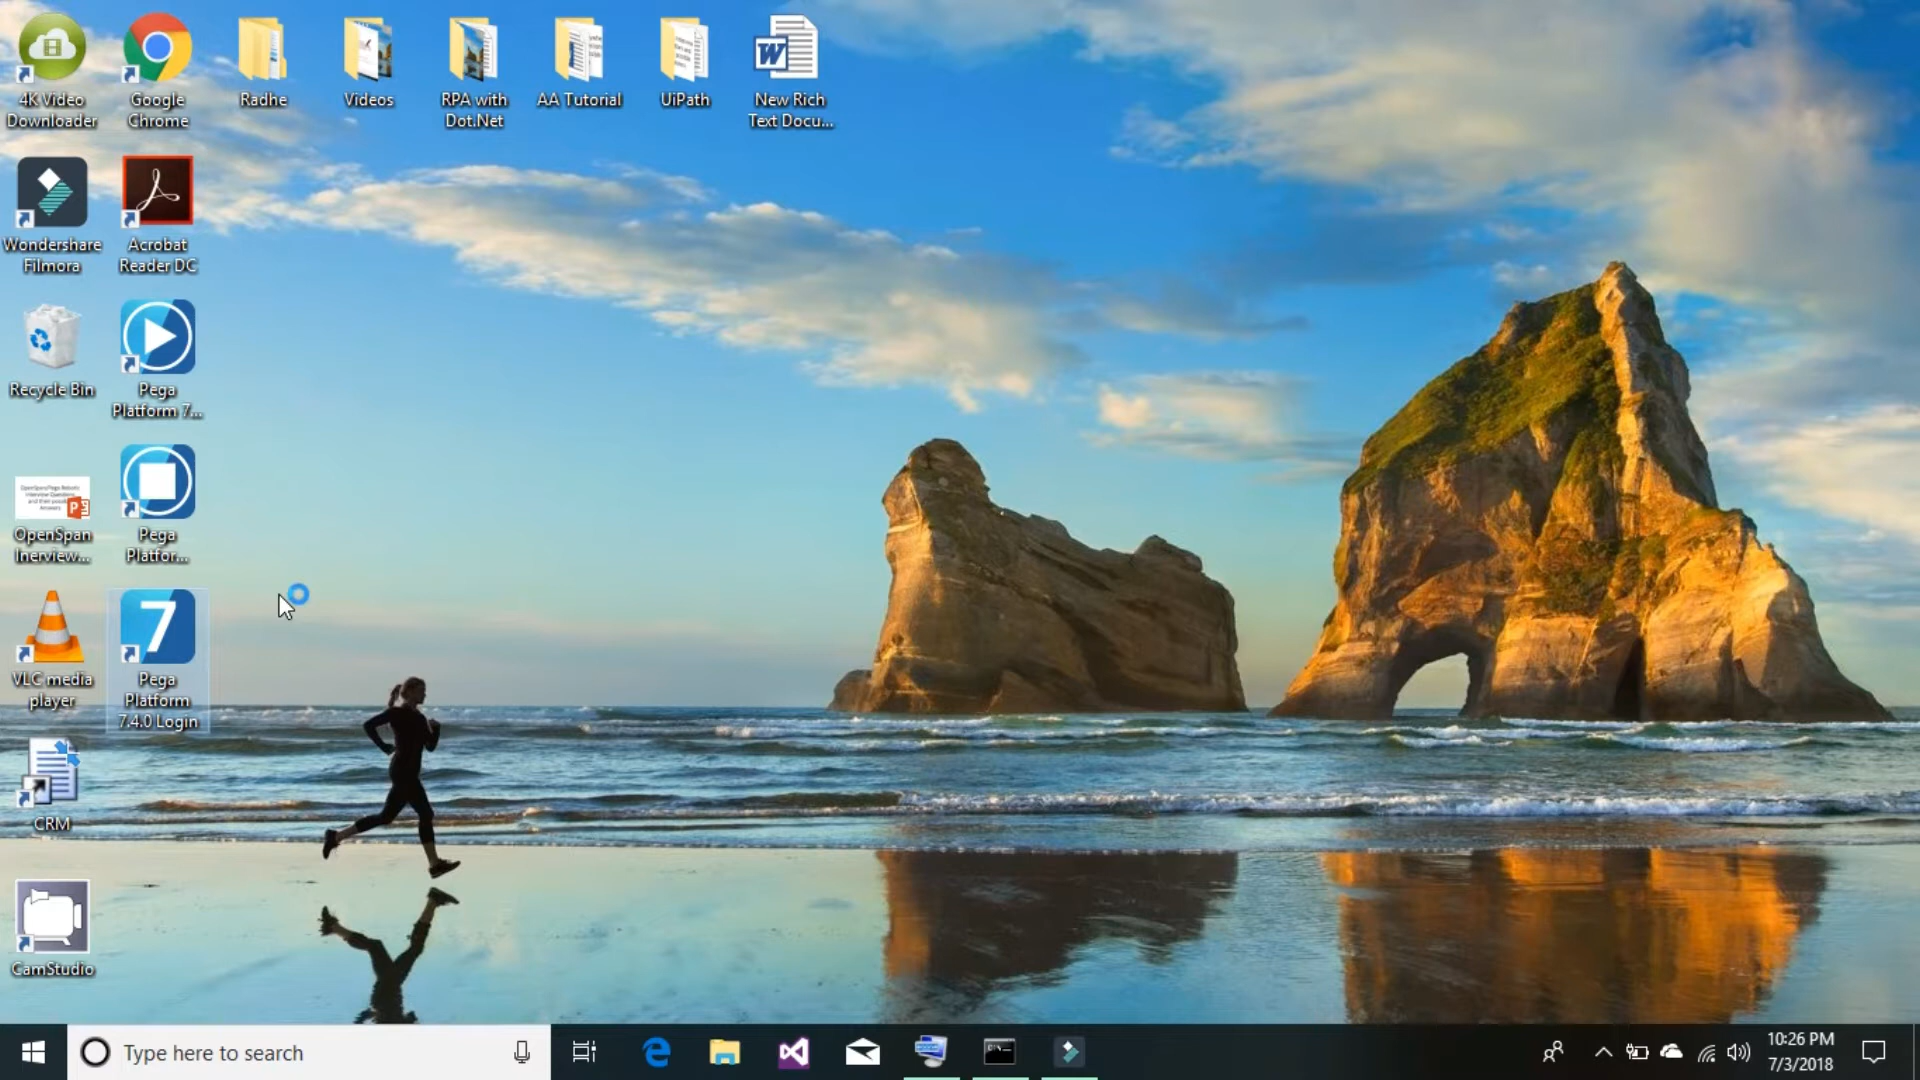 4K Video
Downloader
Google
Chrome
Radhe
Videos
RPA with
Dot.Net
AA Tutorial
UiPath
New Rich
Text Docu...
Wondershare
Filmora
Acrobat
Reader DC
Recycle Bin
Pega
Platform 7...
OpenSpan
Inerview...
Pega
Platfor...
VLC media
player
7
Pega
Platform
7.4.0 Login
CRM
CamStudio
Type here to search
10:26 PM
7/3/2018